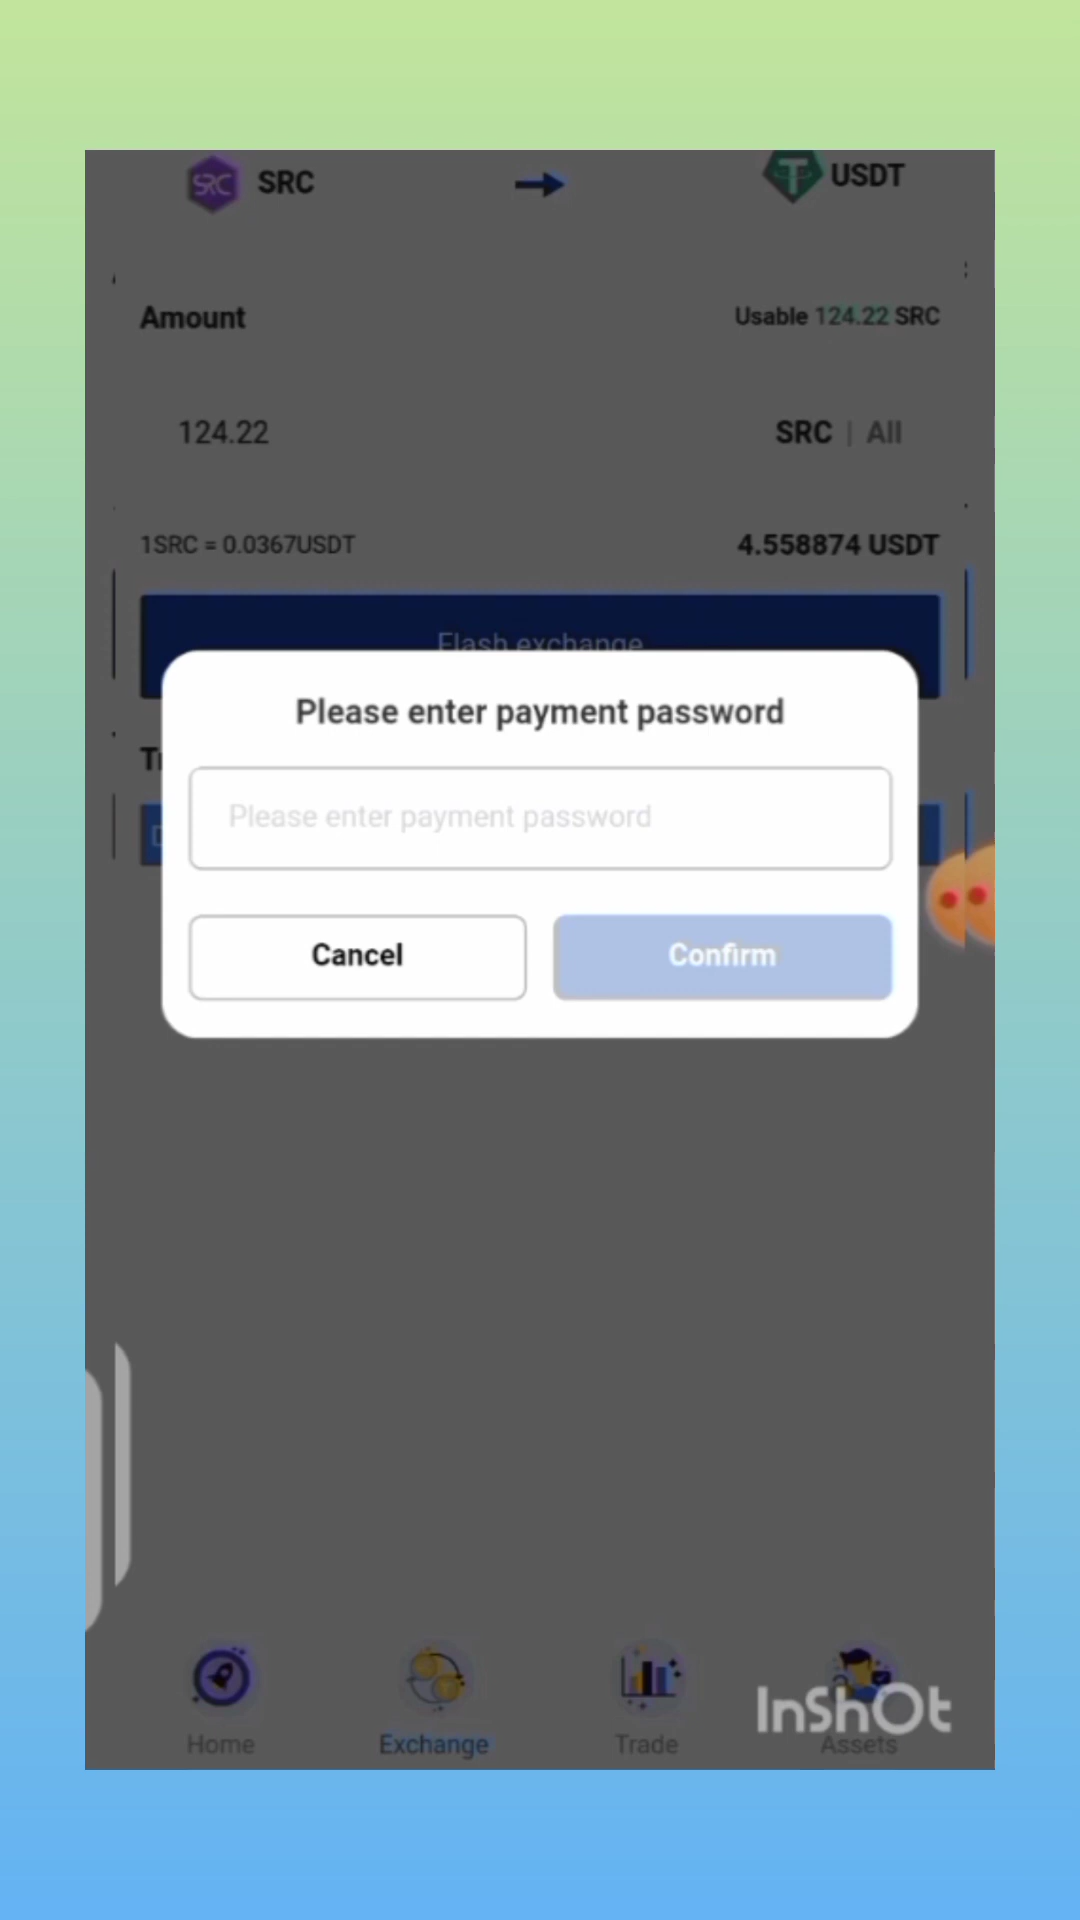 SRC SRC USDT
Amount Usable 124.22 SRC
124.22 SRC | All
1SRC = 0.0367USDT 4.558874 USDT
Flash exchange
Please enter payment password
Please enter payment password
Cancel Confirm
Home Exchange Trade Assets
InShOt